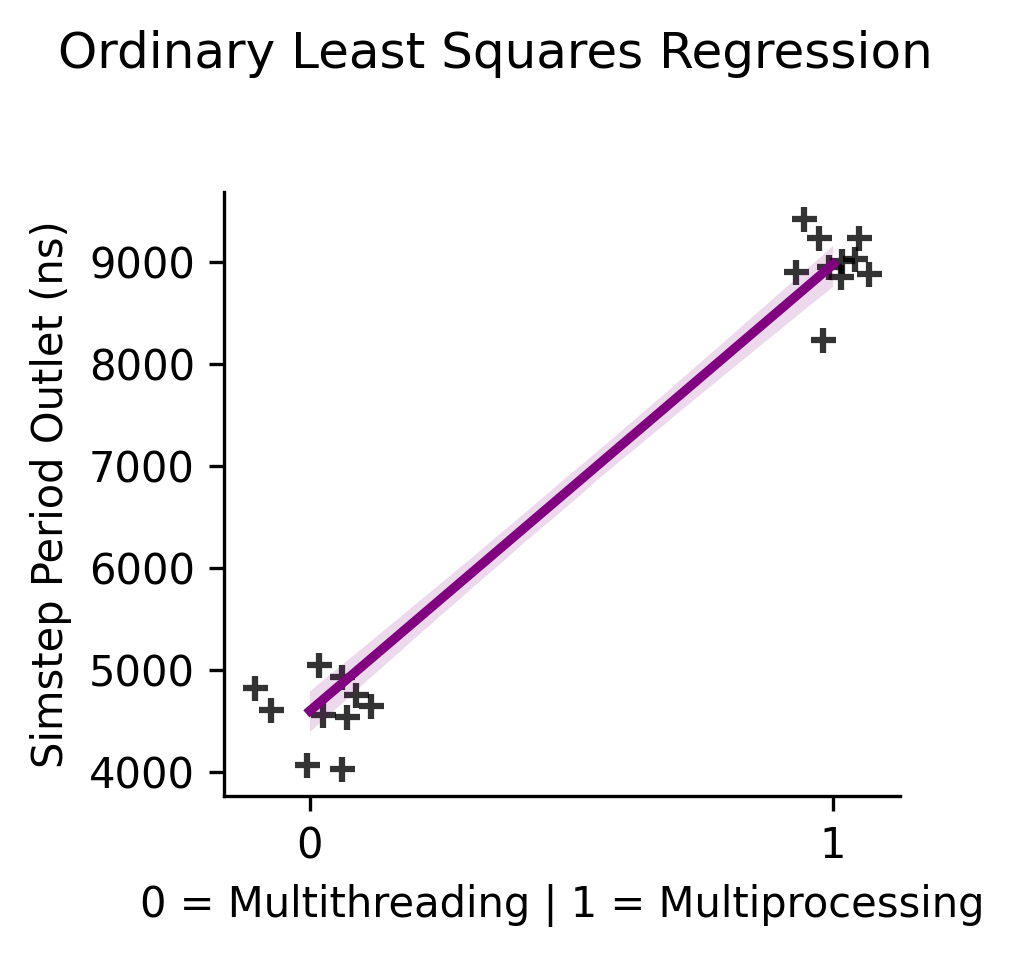 Ordinary Least Squares Regression
Simstep Period Outlet (ns)
9000
8000
7000
6000
5000
4000
0 1
0 = Multithreading | 1 = Multiprocessing